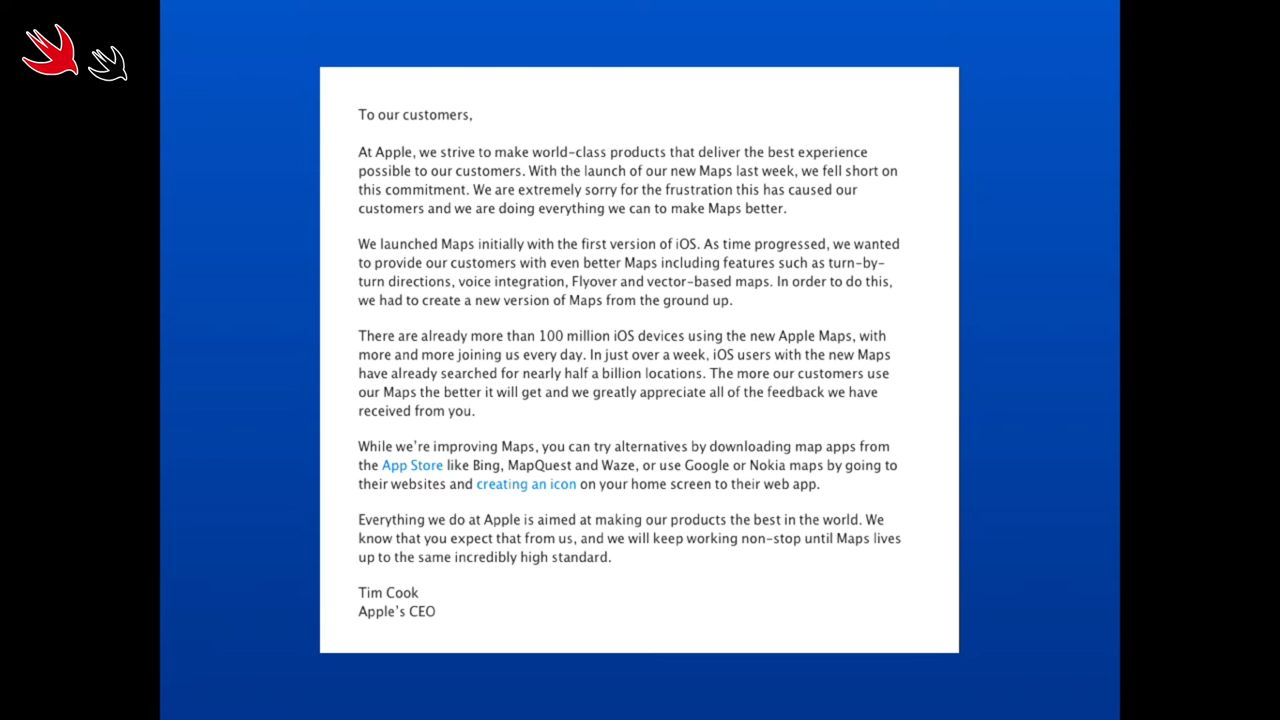 To our customers,
At Apple, we strive to make world-class products that deliver the best experience
possible to our customers. With the launch of our new Maps last week, we fell short on
this commitment. We are extremely sorry for the frustration this has caused our
customers and we are doing everything we can to make Maps better.
We launched Maps initially with the first version of iOS. As time progressed, we wanted
to provide our customers with even better Maps including features such as turn-by-
turn directions, voice integration, Flyover and vector-based maps. In order to do this,
we had to create a new version of Maps from the ground up.
There are already more than 100 million iOS devices using the new Apple Maps, with
more and more joining us every day. In just over a week, iOS users with the new Maps
have already searched for nearly half a billion locations. The more our customers use
our Maps the better it will get and we greatly appreciate all of the feedback we have
received from you.
While we’re improving Maps, you can try alternatives by downloading map apps from
the App Store like Bing, MapQuest and Waze, or use Google or Nokia maps by going to
their websites and creating an icon on your home screen to their web app.
Everything we do at Apple is aimed at making our products the best in the world. We
know that you expect that from us, and we will keep working non-stop until Maps lives
up to the same incredibly high standard.
Tim Cook
Apple’s CEO